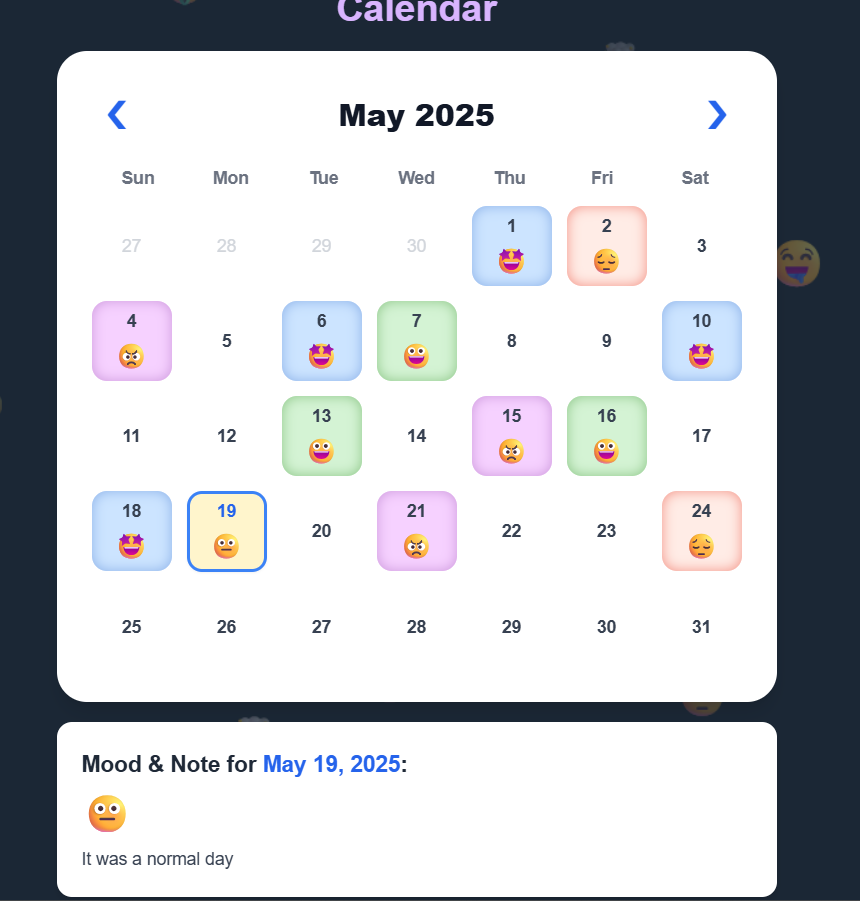 Calendar
❮ May 2025 ❯
Sun Mon Tue Wed Thu Fri Sat
27 28 29 30 1 2 3
4 5 6 7 8 9 10
11 12 13 14 15 16 17
18 19 20 21 22 23 24
25 26 27 28 29 30 31
Mood & Note for May 19, 2025:
It was a normal day